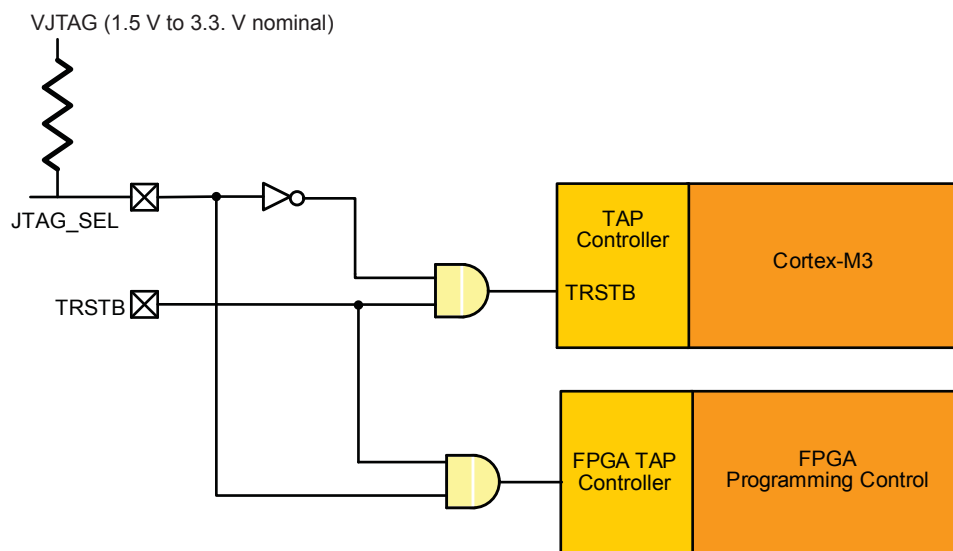 VJTAG (1.5 V to 3.3. V nominal)
JTAG_SEL
TRSTB
TAP
Controller
TRSTB
Cortex-M3
FPGA TAP
Controller
FPGA
Programming Control